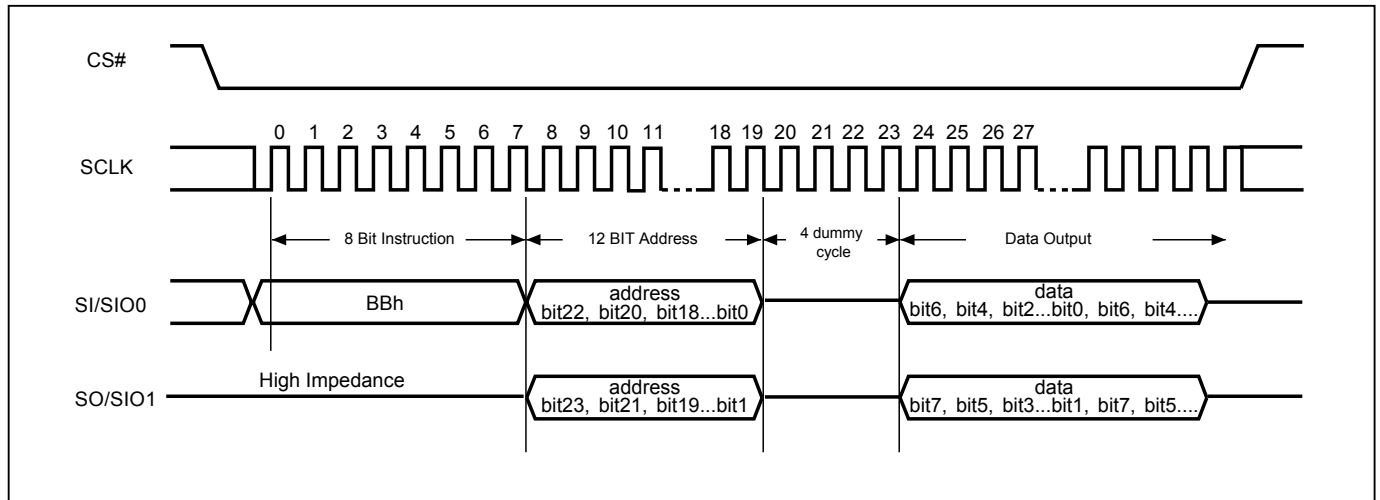 CS#
0 1 2 3 4 5 6 7 8 9 10 11 18 19 20 21 22 23 24 25 26 27
SCLK
8 Bit Instruction
12 BIT Address
4 dummy
cycle
Data Output
SI/SIO0
BBh
address
bit22, bit20, bit18...bit0
data
bit6, bit4, bit2...bit0, bit6, bit4....
SO/SIO1
High Impedance
address
bit23, bit21, bit19...bit1
data
bit7, bit5, bit3...bit1, bit7, bit5....